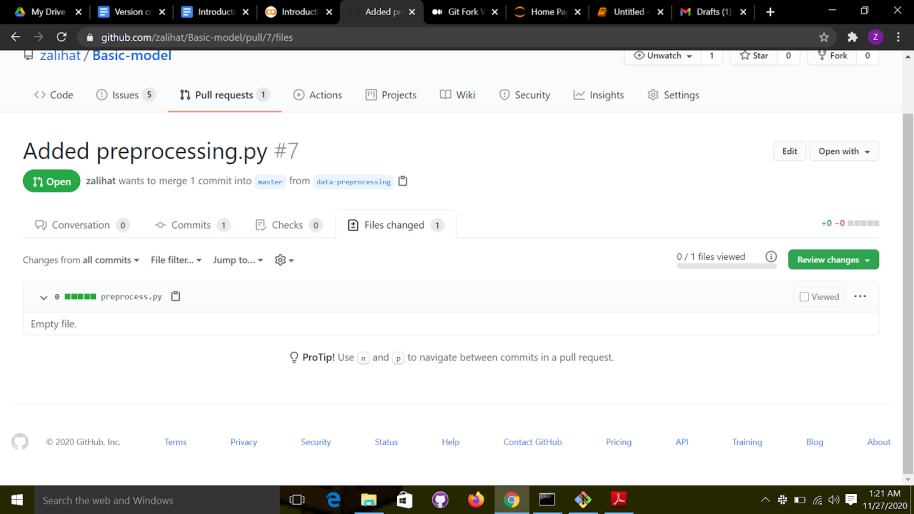 My Drive
Version co
Introducti
Introducti
Added pr
Git Fork V
Home Pag
Untitled -
Drafts (1)
github.com/zalihat/Basic-model/pull/7/files
Z
zalihat / Basic-model
Unwatch 1
Star 0
Fork 0
Code
Issues 5
Pull requests 1
Actions
Projects
Wiki
Security
Insights
Settings
Added preprocessing.py #7
Edit
Open with
Open
zalihat wants to merge 1 commit into master from data-preprocessing
Conversation 0
Commits 1
Checks 0
Files changed 1
+0 −0
Changes from all commits
File filter...
Jump to...
0 / 1 files viewed
Review changes
0 preprocess.py
Viewed
Empty file.
ProTip! Use n and p to navigate between commits in a pull request.
© 2020 GitHub, Inc.
Terms
Privacy
Security
Status
Help
Contact GitHub
Pricing
API
Training
Blog
About
Search the web and Windows
1:21 AM
11/27/2020